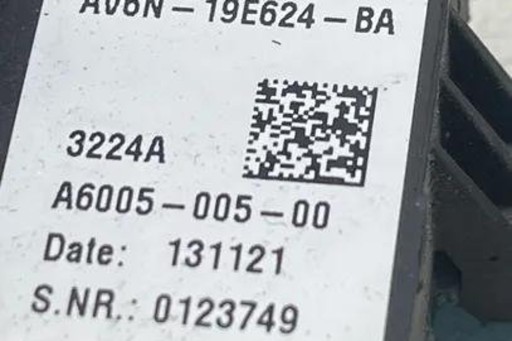 AV6N-19E624-BA
3224A
A6005-005-00
Date: 131121
S.NR.: 0123749